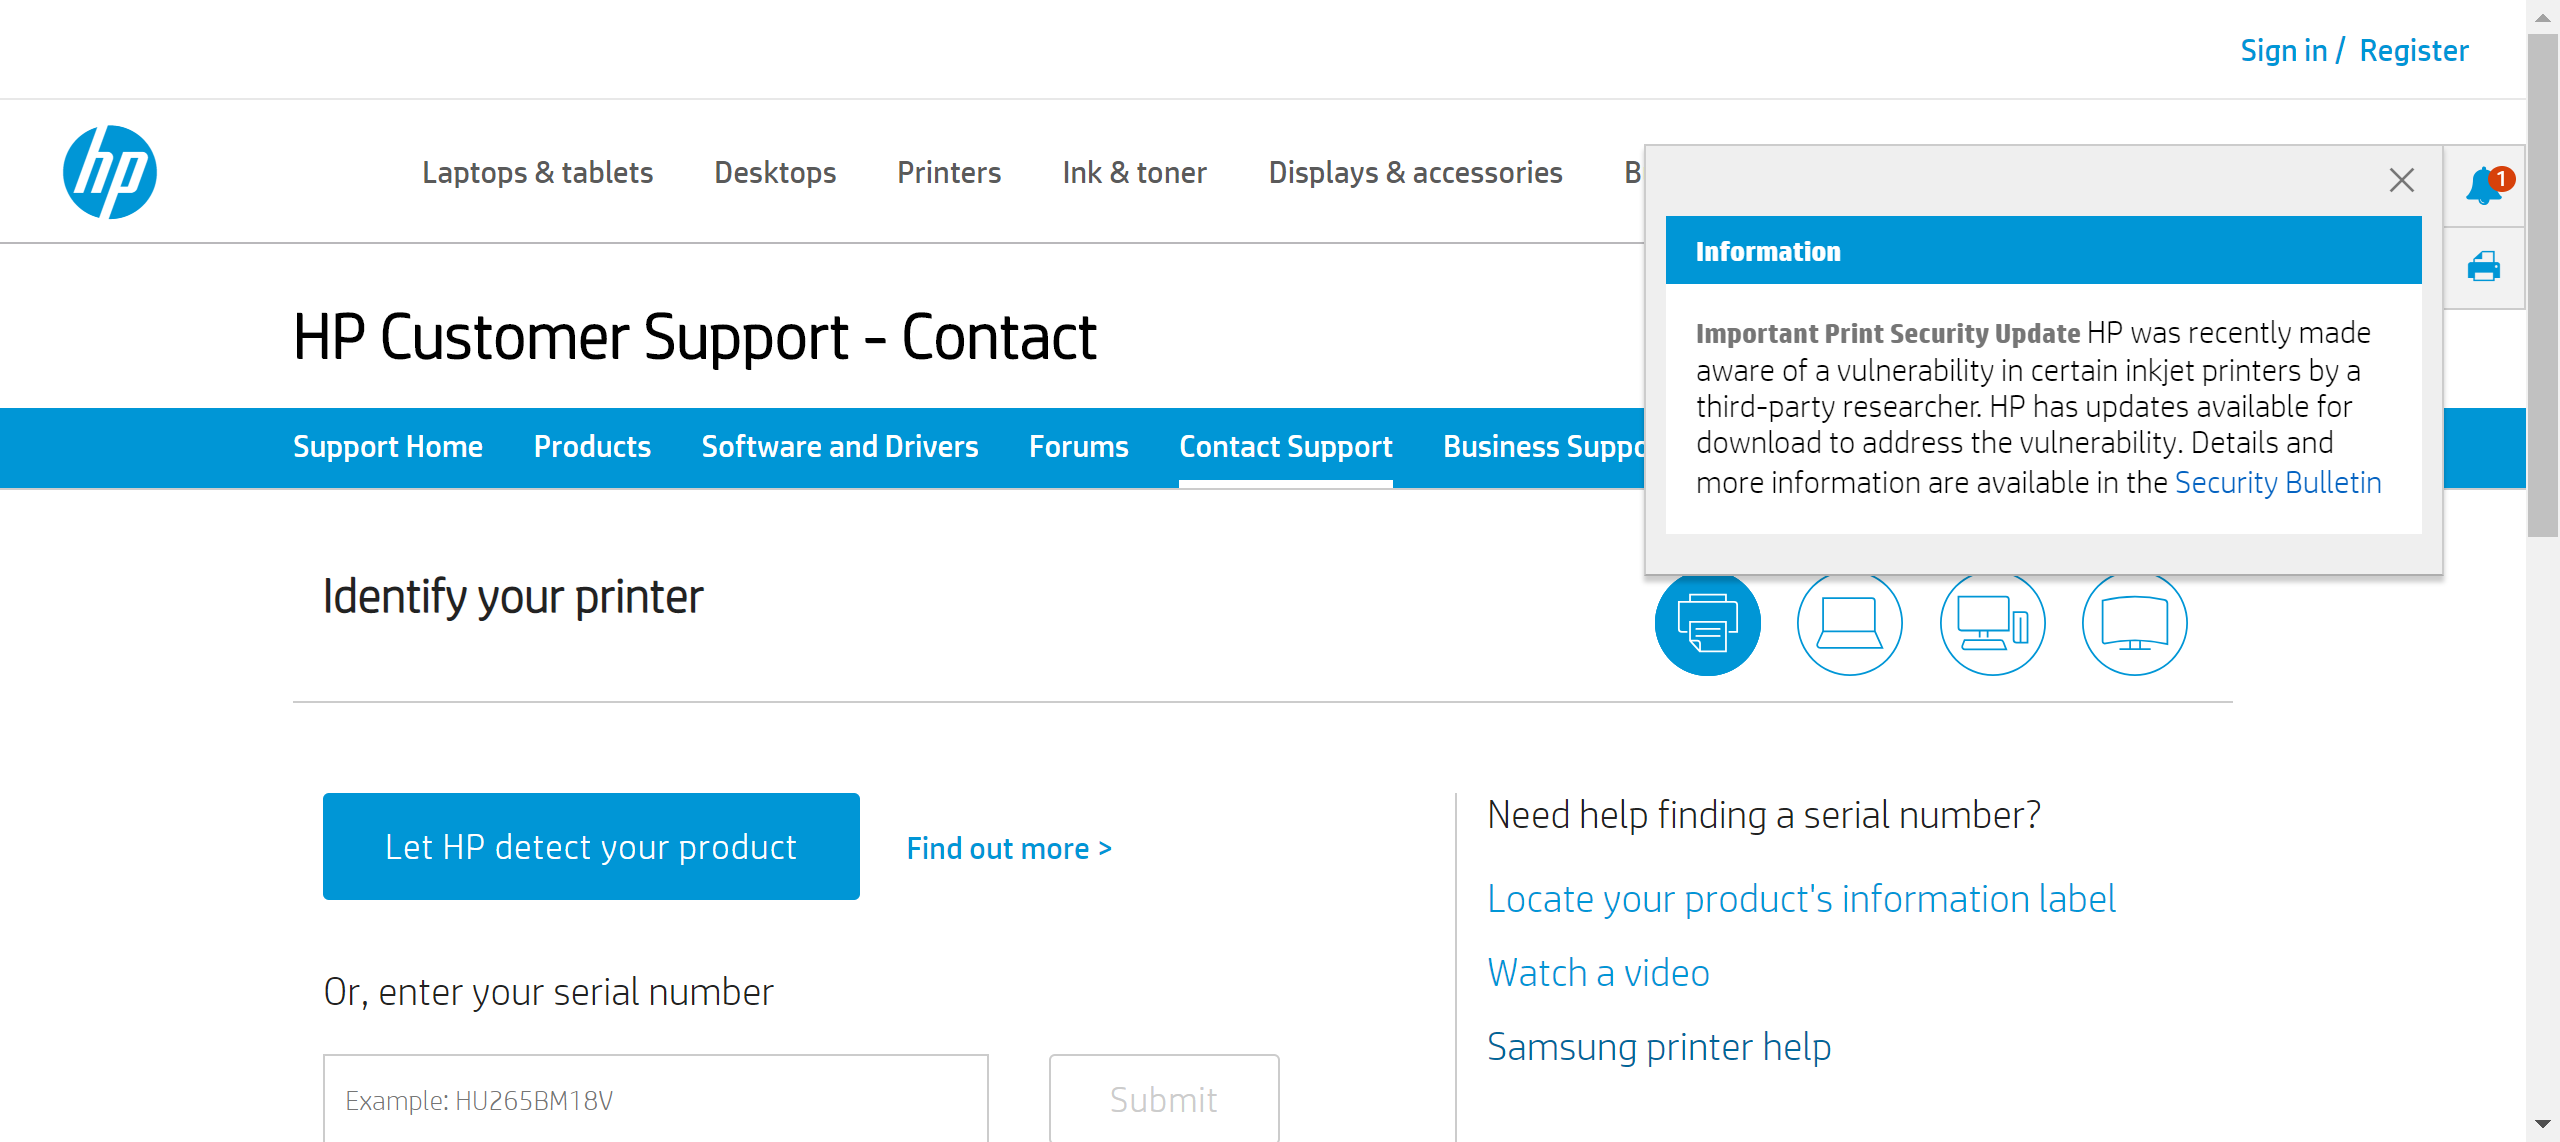 Sign in / Register
hp
Laptops & tablets Desktops Printers Ink & toner Displays & accessories B
1
Information
Important Print Security Update HP was recently made
aware of a vulnerability in certain inkjet printers by a
third-party researcher. HP has updates available for
download to address the vulnerability. Details and
more information are available in the Security Bulletin
HP Customer Support - Contact
Support Home Products Software and Drivers Forums Contact Support Business Suppo
Identify your printer
Let HP detect your product Find out more >
Or, enter your serial number
Example: HU265BM18V Submit
Need help finding a serial number?
Locate your product's information label
Watch a video
Samsung printer help